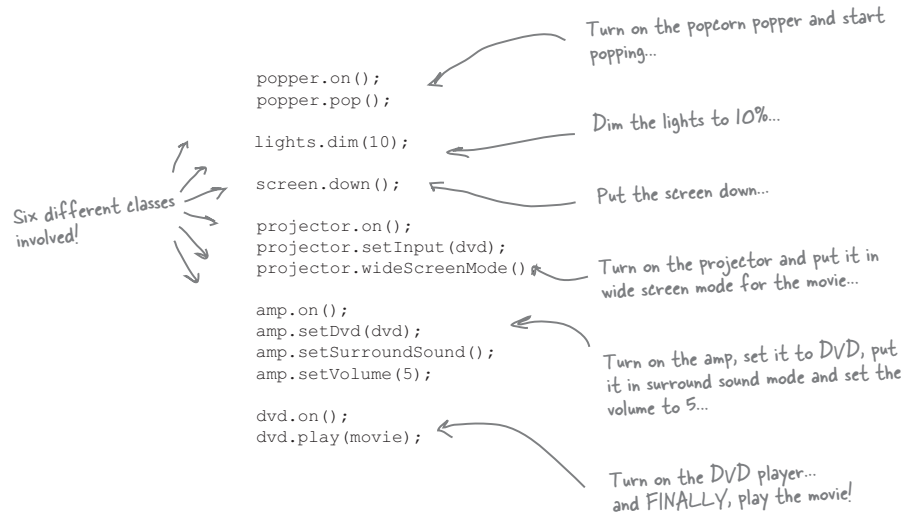 Turn on the popcorn popper and start
popping...
popper.on();
popper.pop();
Dim the lights to 10%...
lights.dim(10);
screen.down();
Put the screen down...
Six different classes
involved!
projector.on();
projector.setInput(dvd);
projector.wideScreenMode();
Turn on the projector and put it in
wide screen mode for the movie...
amp.on();
amp.setDvd(dvd);
amp.setSurroundSound();
amp.setVolume(5);
Turn on the amp, set it to DVD, put
it in surround sound mode and set the
volume to 5...
dvd.on();
dvd.play(movie);
Turn on the DVD player...
and FINALLY, play the movie!